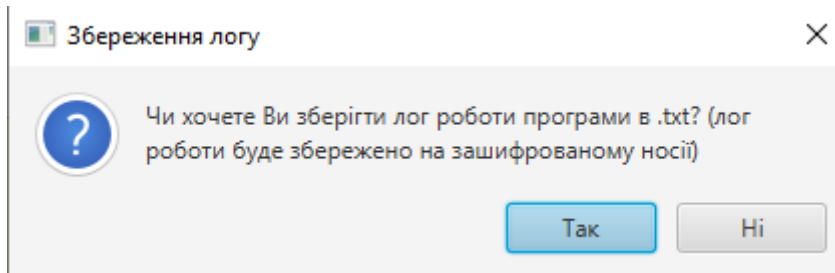 Збереження логу
Чи хочете Ви зберігти лог роботи програми в .txt? (лог
роботи буде збережено на зашифрованому носії)
Так
Ні